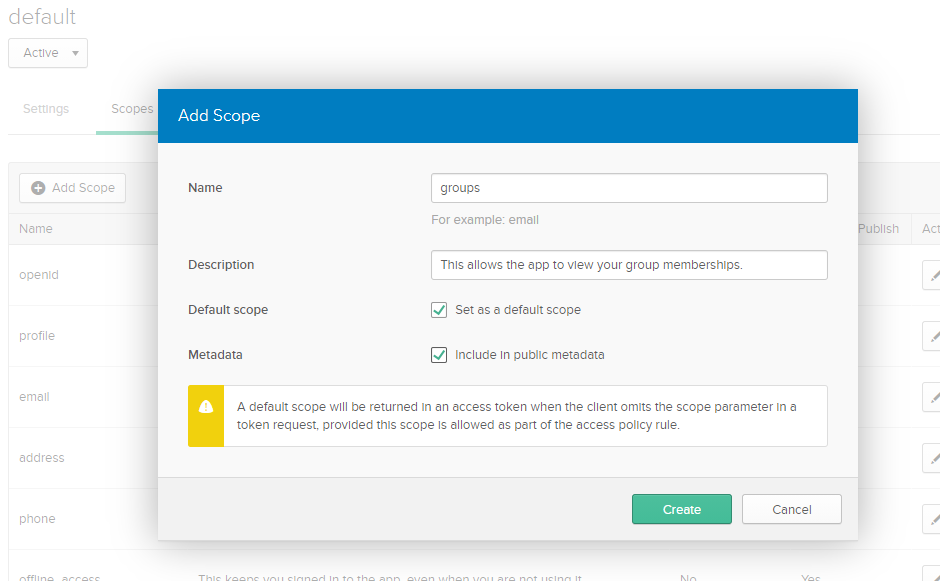 default
Active
Settings
Scopes
Add Scope
Add Scope
Name
groups
For example: email
Description
This allows the app to view your group memberships.
Default scope
Set as a default scope
Metadata
Include in public metadata
A default scope will be returned in an access token when the client omits the scope parameter in a
token request, provided this scope is allowed as part of the access policy rule.
Create
Cancel
Name
Publish
openid
profile
email
address
phone
offline_access This keeps you signed in to the app, even when you are not using it. No Yes